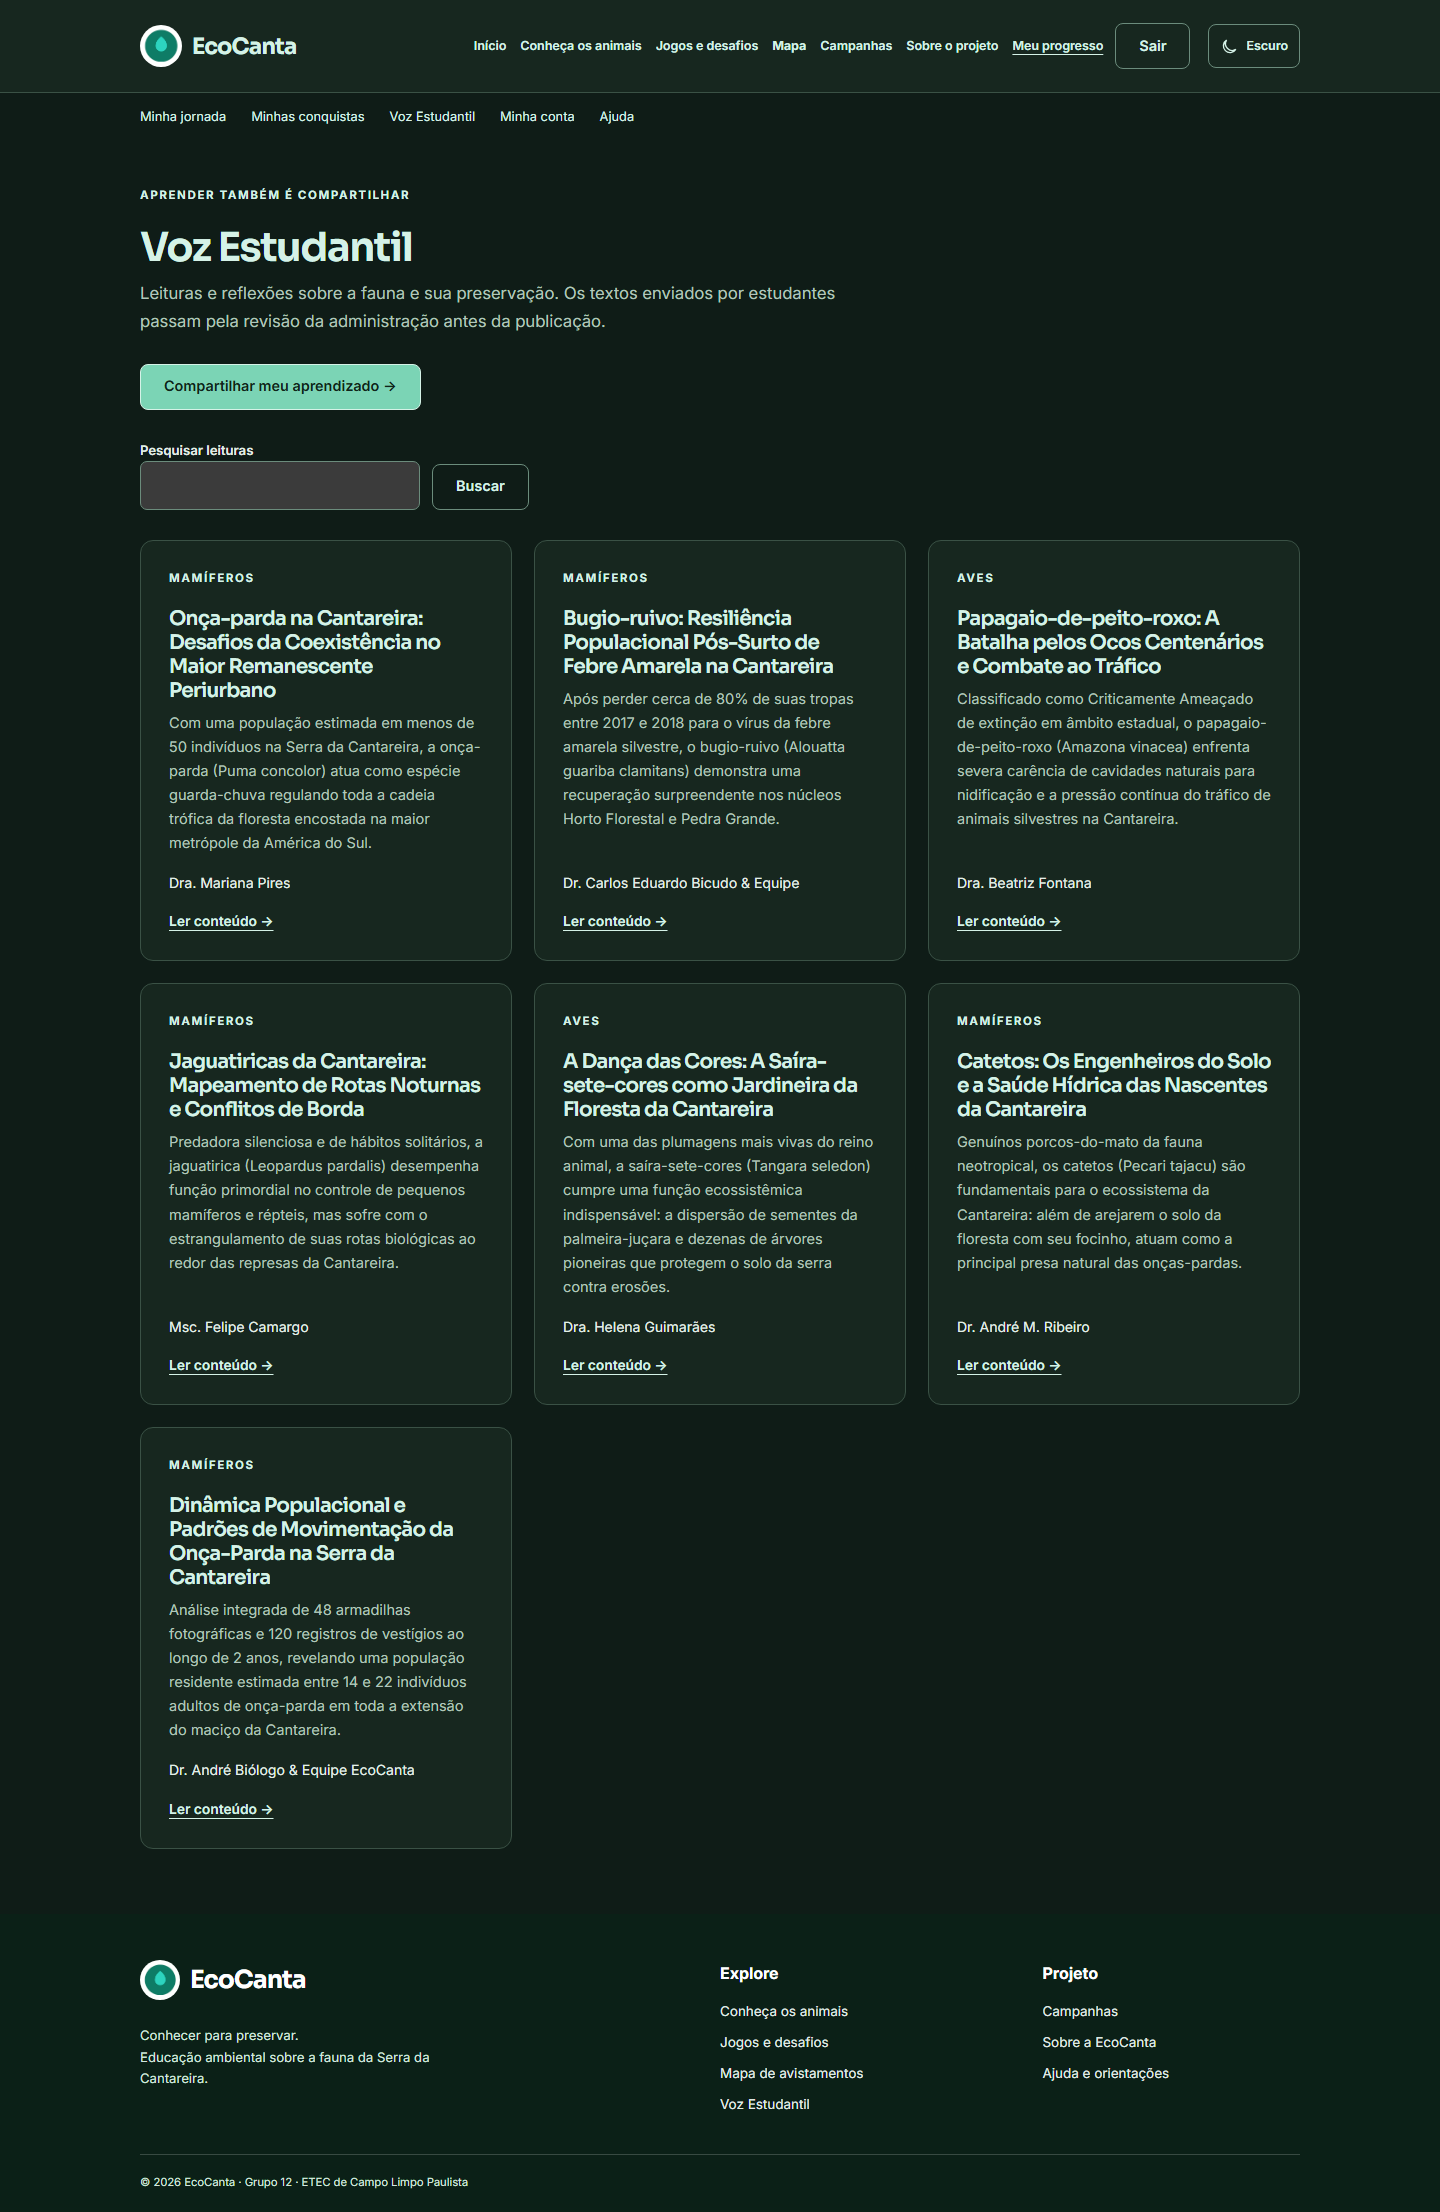 EcoCanta
Início Conheça os animais Jogos e desafios Mapa Campanhas Sobre o projeto Meu progresso Sair Escuro
Minha jornada Minhas conquistas Voz Estudantil Minha conta Ajuda
APRENDER TAMBÉM É COMPARTILHAR
Voz Estudantil
Leituras e reflexões sobre a fauna e sua preservação. Os textos enviados por estudantes
passam pela revisão da administração antes da publicação.
Compartilhar meu aprendizado →
Pesquisar leituras
Buscar
MAMÍFEROS
Onça-parda na Cantareira:
Desafios da Coexistência no
Maior Remanescente
Periurbano
Com uma população estimada em menos de
50 indivíduos na Serra da Cantareira, a onça-
parda (Puma concolor) atua como espécie
guarda-chuva regulando toda a cadeia
trófica da floresta encostada na maior
metrópole da América do Sul.
Dra. Mariana Pires
Ler conteúdo →
MAMÍFEROS
Bugio-ruivo: Resiliência
Populacional Pós-Surto de
Febre Amarela na Cantareira
Após perder cerca de 80% de suas tropas
entre 2017 e 2018 para o vírus da febre
amarela silvestre, o bugio-ruivo (Alouatta
guariba clamitans) demonstra uma
recuperação surpreendente nos núcleos
Horto Florestal e Pedra Grande.
Dr. Carlos Eduardo Bicudo & Equipe
Ler conteúdo →
AVES
Papagaio-de-peito-roxo: A
Batalha pelos Ocos Centenários
e Combate ao Tráfico
Classificado como Criticamente Ameaçado
de extinção em âmbito estadual, o papagaio-
de-peito-roxo (Amazona vinacea) enfrenta
severa carência de cavidades naturais para
nidificação e a pressão contínua do tráfico de
animais silvestres na Cantareira.
Dra. Beatriz Fontana
Ler conteúdo →
MAMÍFEROS
Jaguatiricas da Cantareira:
Mapeamento de Rotas Noturnas
e Conflitos de Borda
Predadora silenciosa e de hábitos solitários, a
jaguatirica (Leopardus pardalis) desempenha
função primordial no controle de pequenos
mamíferos e répteis, mas sofre com o
estrangulamento de suas rotas biológicas ao
redor das represas da Cantareira.
Msc. Felipe Camargo
Ler conteúdo →
AVES
A Dança das Cores: A Saíra-
sete-cores como Jardineira da
Floresta da Cantareira
Com uma das plumagens mais vivas do reino
animal, a saíra-sete-cores (Tangara seledon)
cumpre uma função ecossistêmica
indispensável: a dispersão de sementes da
palmeira-juçara e dezenas de árvores
pioneiras que protegem o solo da serra
contra erosões.
Dra. Helena Guimarães
Ler conteúdo →
MAMÍFEROS
Catetos: Os Engenheiros do Solo
e a Saúde Hídrica das Nascentes
da Cantareira
Genuínos porcos-do-mato da fauna
neotropical, os catetos (Pecari tajacu) são
fundamentais para o ecossistema da
Cantareira: além de arejarem o solo da
floresta com seu focinho, atuam como a
principal presa natural das onças-pardas.
Dr. André M. Ribeiro
Ler conteúdo →
MAMÍFEROS
Dinâmica Populacional e
Padrões de Movimentação da
Onça-Parda na Serra da
Cantareira
Análise integrada de 48 armadilhas
fotográficas e 120 registros de vestígios ao
longo de 2 anos, revelando uma população
residente estimada entre 14 e 22 indivíduos
adultos de onça-parda em toda a extensão
do maciço da Cantareira.
Dr. André Biólogo & Equipe EcoCanta
Ler conteúdo →
EcoCanta
Conhecer para preservar.
Educação ambiental sobre a fauna da Serra da
Cantareira.
Explore
Conheça os animais
Jogos e desafios
Mapa de avistamentos
Voz Estudantil
Projeto
Campanhas
Sobre a EcoCanta
Ajuda e orientações
© 2026 EcoCanta · Grupo 12 · ETEC de Campo Limpo Paulista